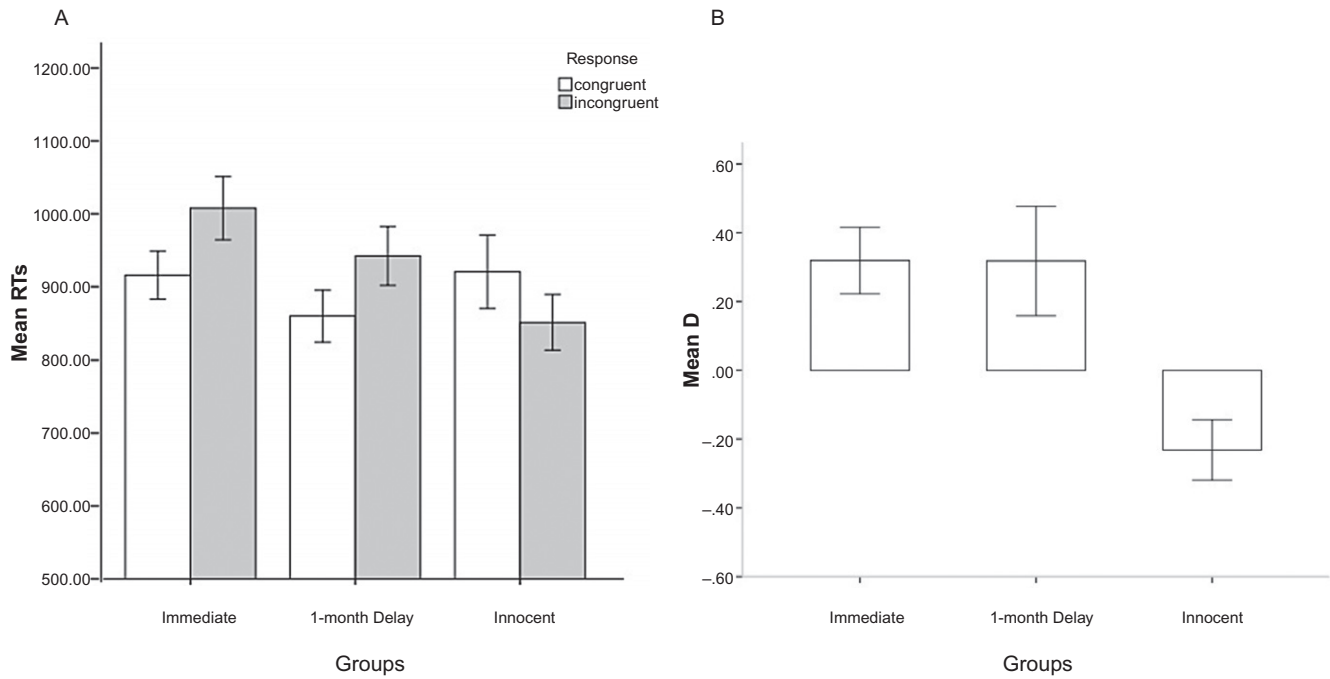 A
Mean RTs
1200.00
1100.00
1000.00
900.00
800.00
700.00
600.00
500.00
Response
congruent
incongruent
Immediate
1-month Delay
Innocent
Groups
B
Mean D
.60
.40
.20
.00
–.20
–.40
–.60
Immediate
1-month Delay
Innocent
Groups